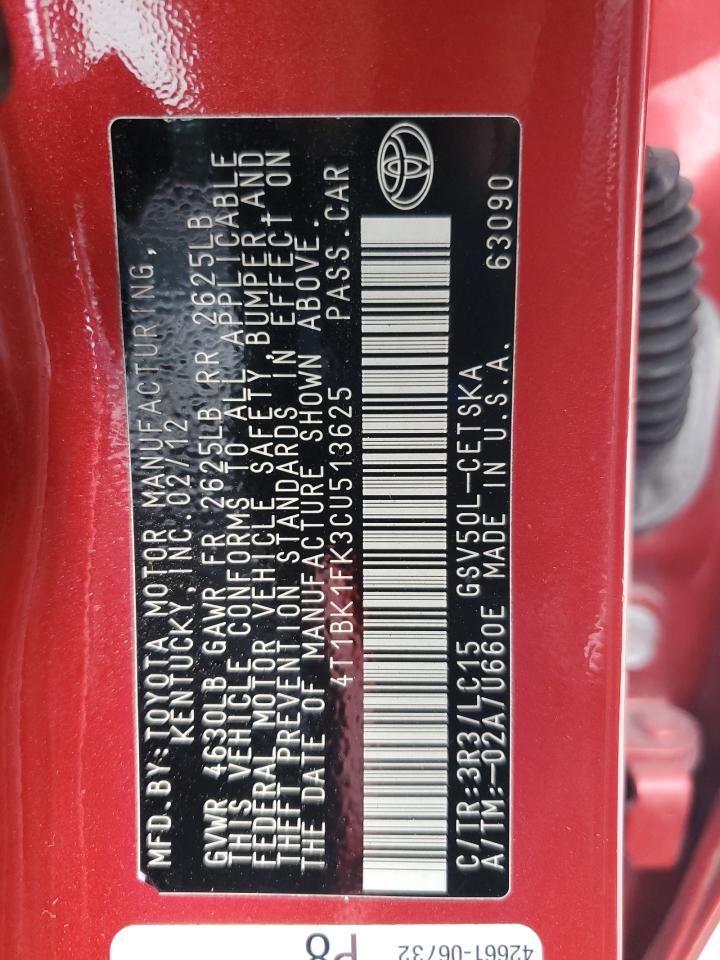 MFD.BY:TOYOTA MOTOR MANUFACTURING,
KENTUCKY,INC.02/12
GVWR 4630LB GAWR FR 2625LB RR 2625LB
THIS VEHICLE CONFORMS TO ALL APPLICABLE
FEDERAL MOTOR VEHICLE SAFETY,BUMPER,AND
THEFT PREVENTION STANDARDS IN EFFECT ON
THE DATE OF MANUFACTURE SHOWN ABOVE.
4T1BK1FK3CU513625 PASS.CAR
C/TR:3R3/LC15 GSV50L-CETSKA
A/TM:-02A/U660E MADE IN U.S.A. 63090
42661-06732